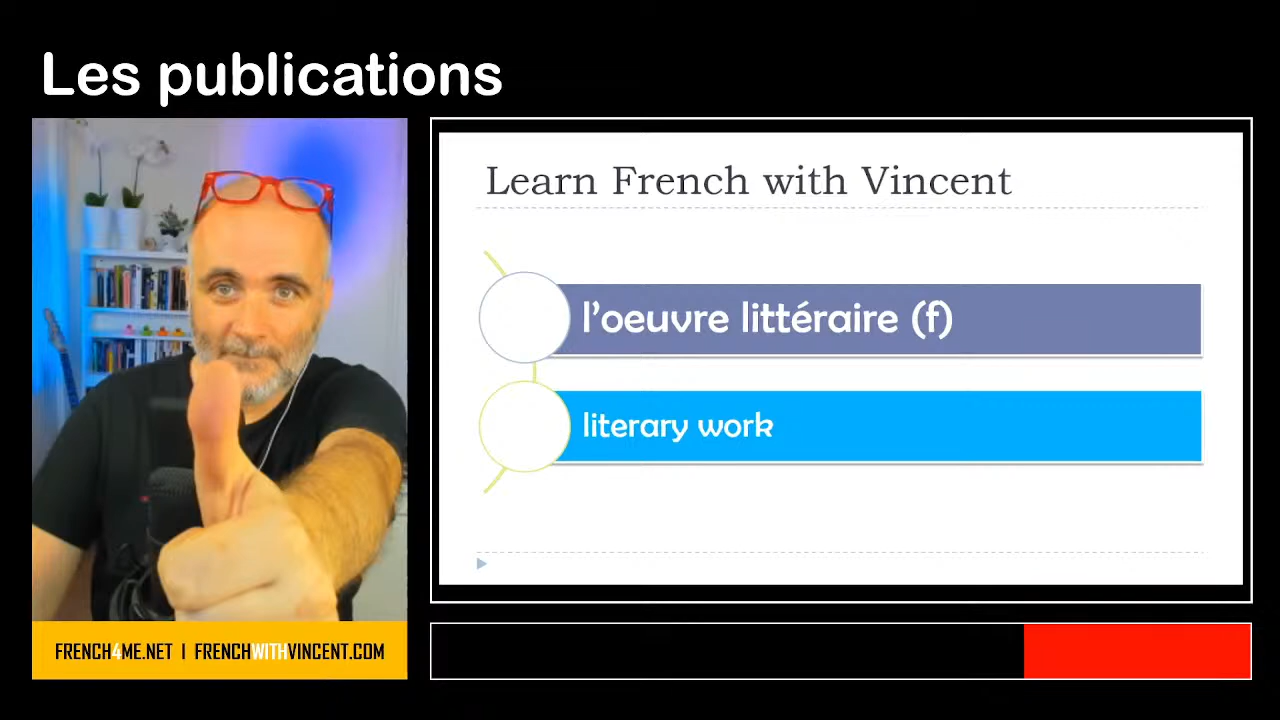 Les publications
Learn French with Vincent
l’oeuvre littéraire (f)
literary work
FRENCH4ME.NET | FRENCHWITHVINCENT.COM